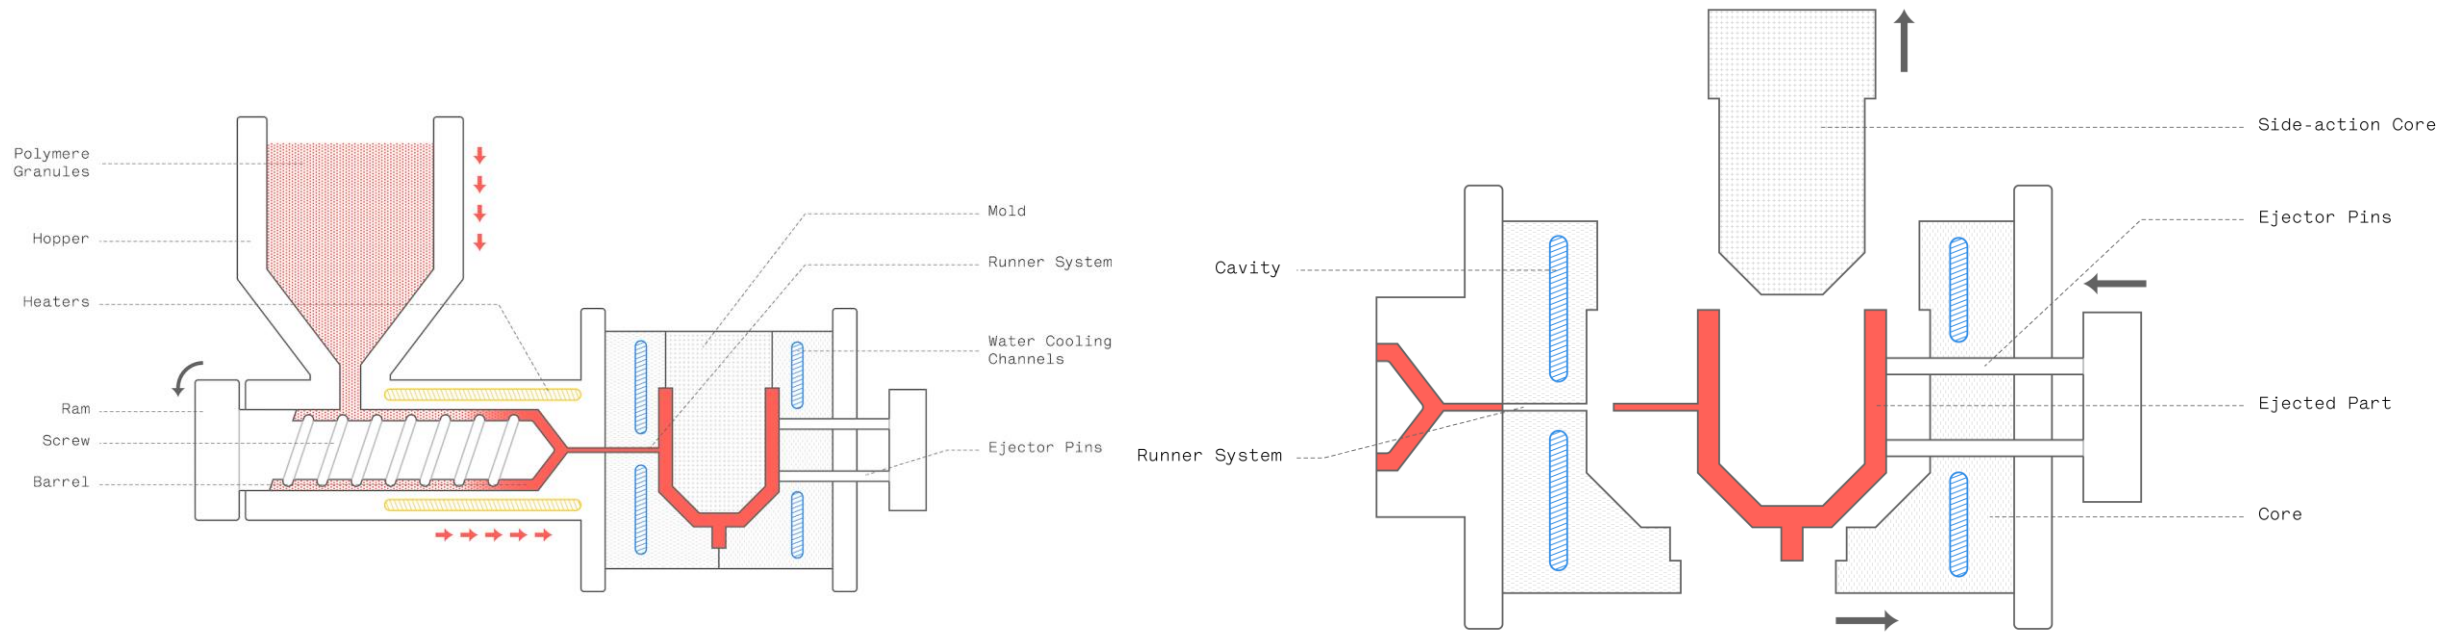 Polymere
Granules
Hopper
Heaters
Ram
Screw
Barrel
Mold
Runner System
Water Cooling
Channels
Ejector Pins
Cavity
Runner System
Side-action Core
Ejector Pins
Ejected Part
Core